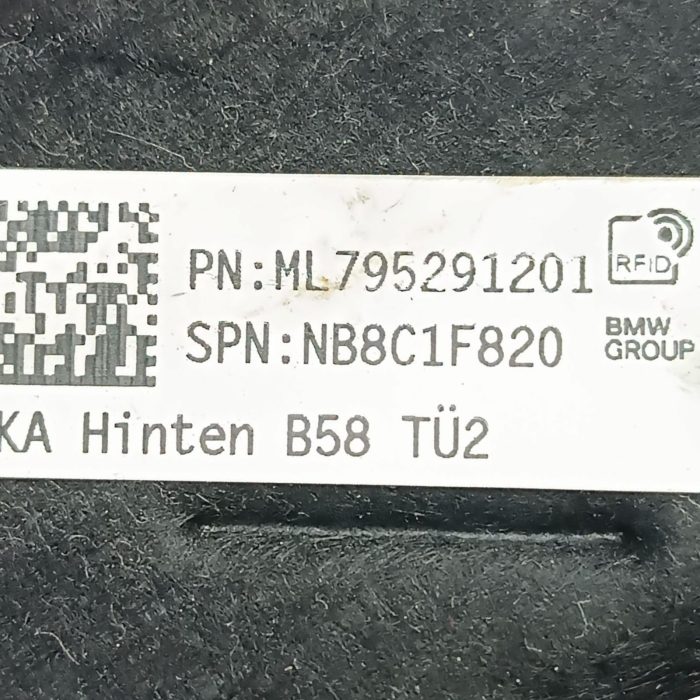 PN:ML795291201
RFID
SPN:NB8C1F820
BMW
GROUP
KA Hinten B58 TÜ2